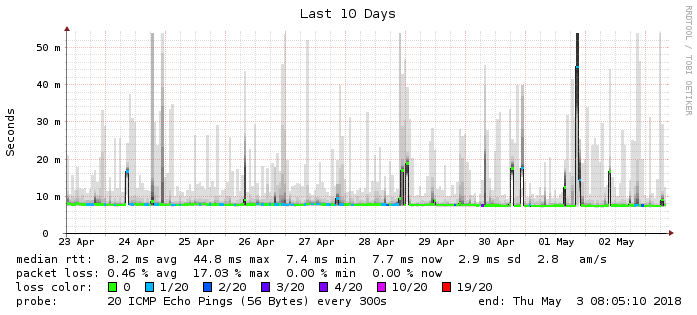 Last 10 Days
RRDTOOL / TOBI OETIKER
Seconds
50 m
40 m
30 m
20 m
10 m
0
23 Apr 24 Apr 25 Apr 26 Apr 27 Apr 28 Apr 29 Apr 30 Apr 01 May 02 May
median rtt: 8.2 ms avg 44.8 ms max 7.4 ms min 7.7 ms now 2.9 ms sd 2.8 am/s
packet loss: 0.46 % avg 17.03 % max 0.00 % min 0.00 % now
loss color: 0 1/20 2/20 3/20 4/20 10/20 19/20
probe: 20 ICMP Echo Pings (56 Bytes) every 300s end: Thu May 3 08:05:10 2018